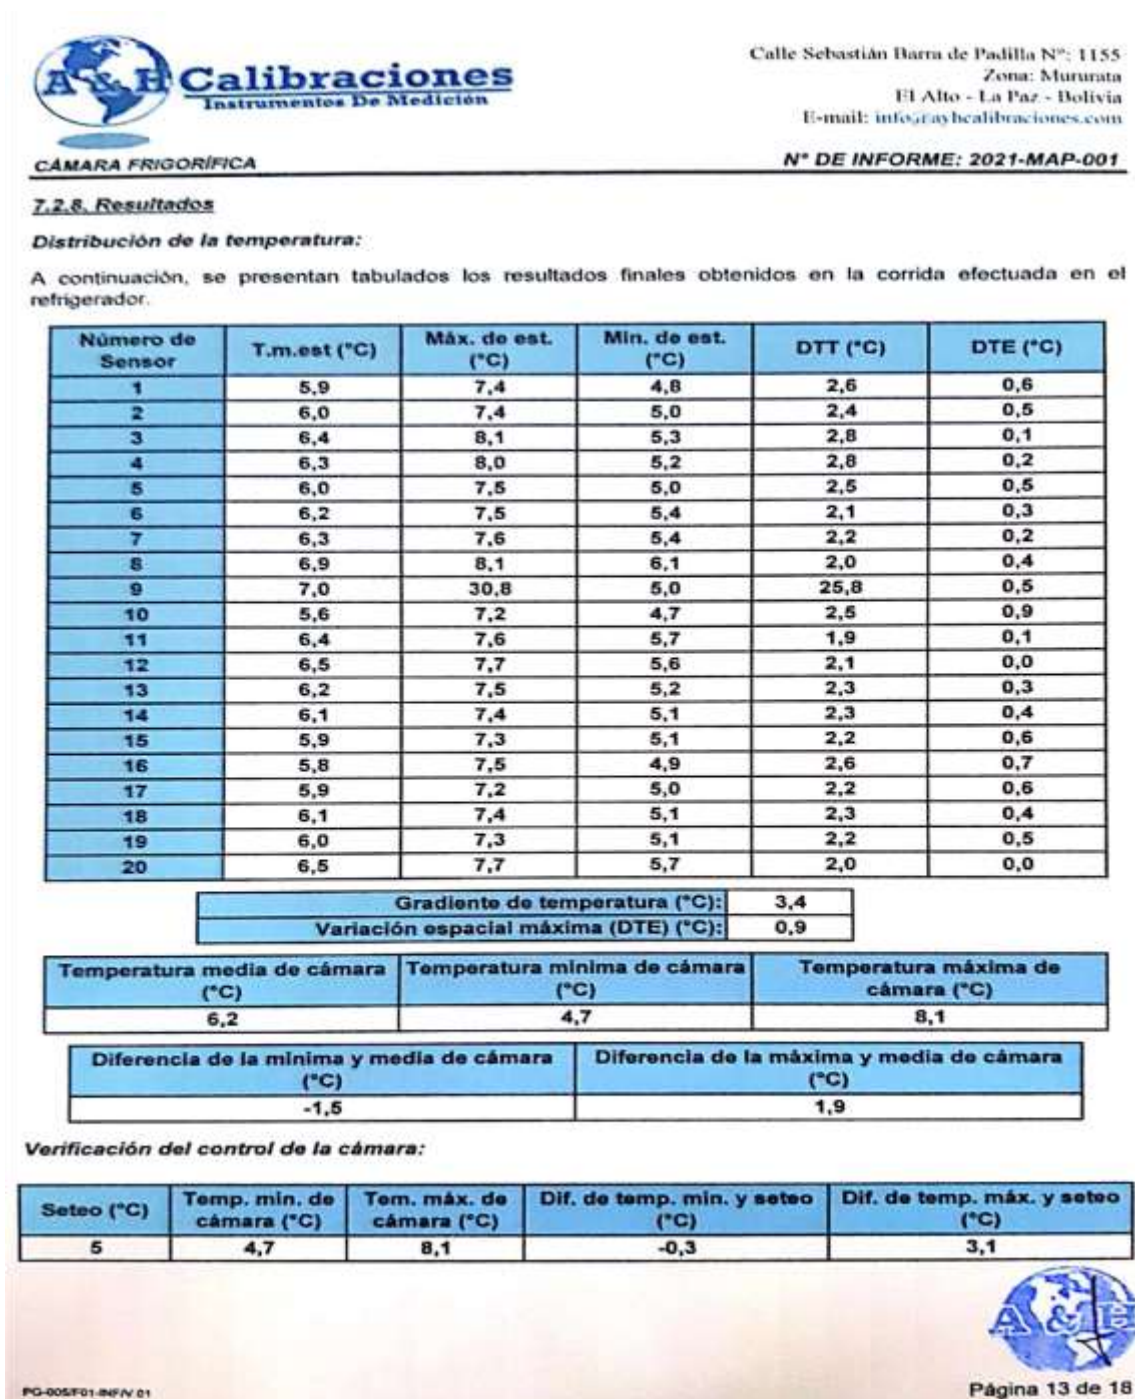 A & H Calibraciones
Instrumentos De Medición
Calle Sebastián Barra de Padilla Nº: 1155
Zona: Mururata
El Alto - La Paz - Bolivia
E-mail: info@ayhcalibraciones.com
CÁMARA FRIGORÍFICA
N° DE INFORME: 2021-MAP-001
7.2.8. Resultados
Distribución de la temperatura:
A continuación, se presentan tabulados los resultados finales obtenidos en la corrida efectuada en el
refrigerador.
Número de Sensor T.m.est (°C) Máx. de est. (°C) Min. de est. (°C) DTT (°C) DTE (°C)
1 5,9 7,4 4,8 2,6 0,6
2 6,0 7,4 5,0 2,4 0,5
3 6,4 8,1 5,3 2,8 0,1
4 6,3 8,0 5,2 2,8 0,2
5 6,0 7,5 5,0 2,5 0,5
6 6,2 7,5 5,4 2,1 0,3
7 6,3 7,6 5,4 2,2 0,2
8 6,9 8,1 6,1 2,0 0,4
9 7,0 30,8 5,0 25,8 0,5
10 5,6 7,2 4,7 2,5 0,9
11 6,4 7,6 5,7 1,9 0,1
12 6,5 7,7 5,6 2,1 0,0
13 6,2 7,5 5,2 2,3 0,3
14 6,1 7,4 5,1 2,3 0,4
15 5,9 7,3 5,1 2,2 0,6
16 5,8 7,5 4,9 2,6 0,7
17 5,9 7,2 5,0 2,2 0,6
18 6,1 7,4 5,1 2,3 0,4
19 6,0 7,3 5,1 2,2 0,5
20 6,5 7,7 5,7 2,0 0,0
Gradiente de temperatura (°C): 3,4
Variación espacial máxima (DTE) (°C): 0,9
Temperatura media de cámara (°C) Temperatura minima de cámara (°C) Temperatura máxima de cámara (°C)
6,2 4,7 8,1
Diferencia de la minima y media de cámara (°C) Diferencia de la máxima y media de cámara (°C)
-1,5 1,9
Verificación del control de la cámara:
Seteo (°C) Temp. min. de cámara (°C) Tem. máx. de cámara (°C) Dif. de temp. min. y seteo (°C) Dif. de temp. máx. y seteo (°C)
5 4,7 8,1 -0,3 3,1
A & H
PG-005/F01-INF/V.01
Página 13 de 18